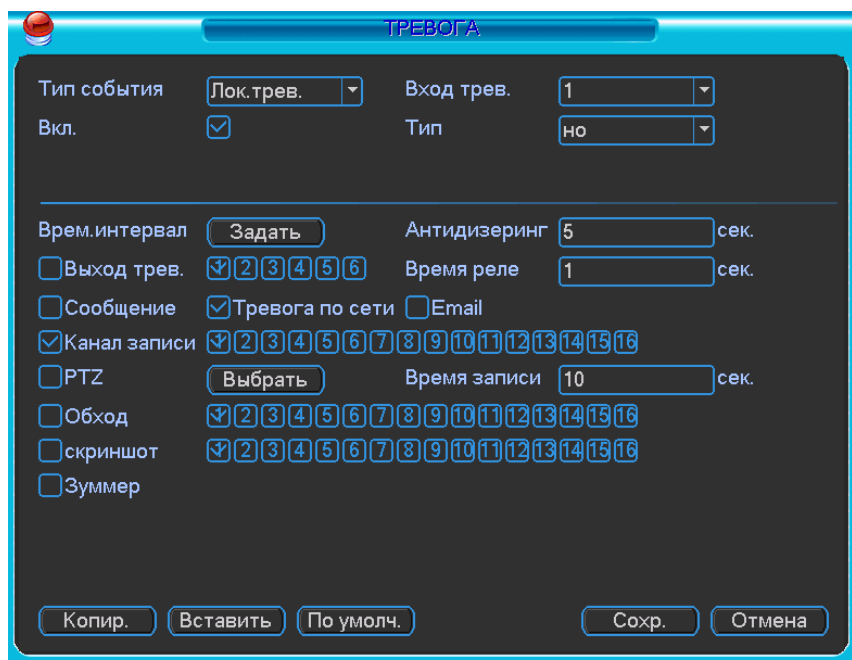 ТРЕВОГА
Тип события Лок.трев. Вход трев. 1
Вкл. Тип но
Врем.интервал Задать Антидизеринг 5 сек.
Выход трев. 1 2 3 4 5 6 Время реле 1 сек.
Сообщение Тревога по сети Email
Канал записи 1 2 3 4 5 6 7 8 9 10 11 12 13 14 15 16
PTZ Выбрать Время записи 10 сек.
Обход 1 2 3 4 5 6 7 8 9 10 11 12 13 14 15 16
скриншот 1 2 3 4 5 6 7 8 9 10 11 12 13 14 15 16
Зуммер
Копир. Вставить По умолч. Сохр. Отмена